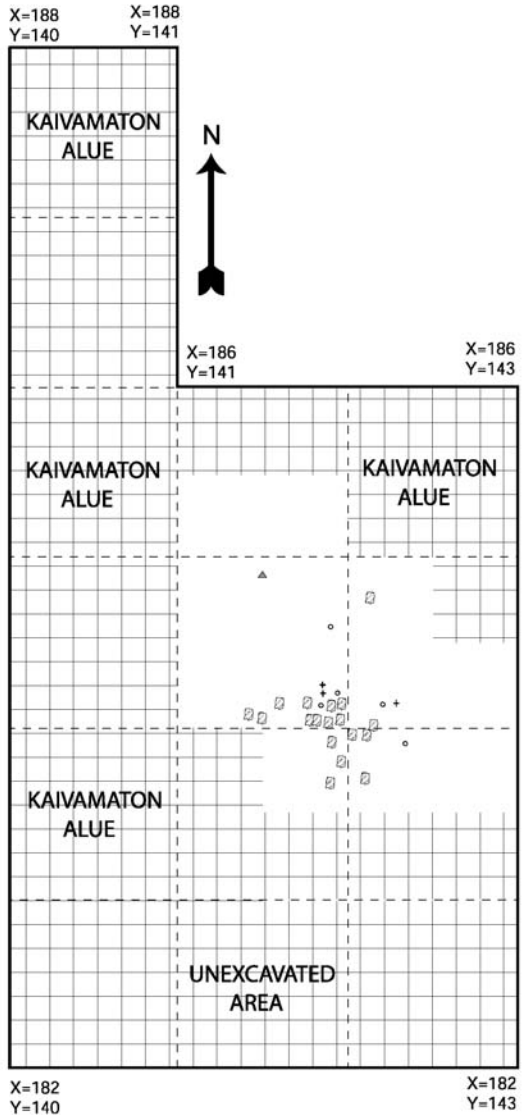 X=188
Y=140
X=188
Y=141
KAIVAMATON
ALUE
N
X=186
Y=141
X=186
Y=143
KAIVAMATON
ALUE
KAIVAMATON
ALUE
KAIVAMATON
ALUE
UNEXCAVATED
AREA
X=182
Y=140
X=182
Y=143